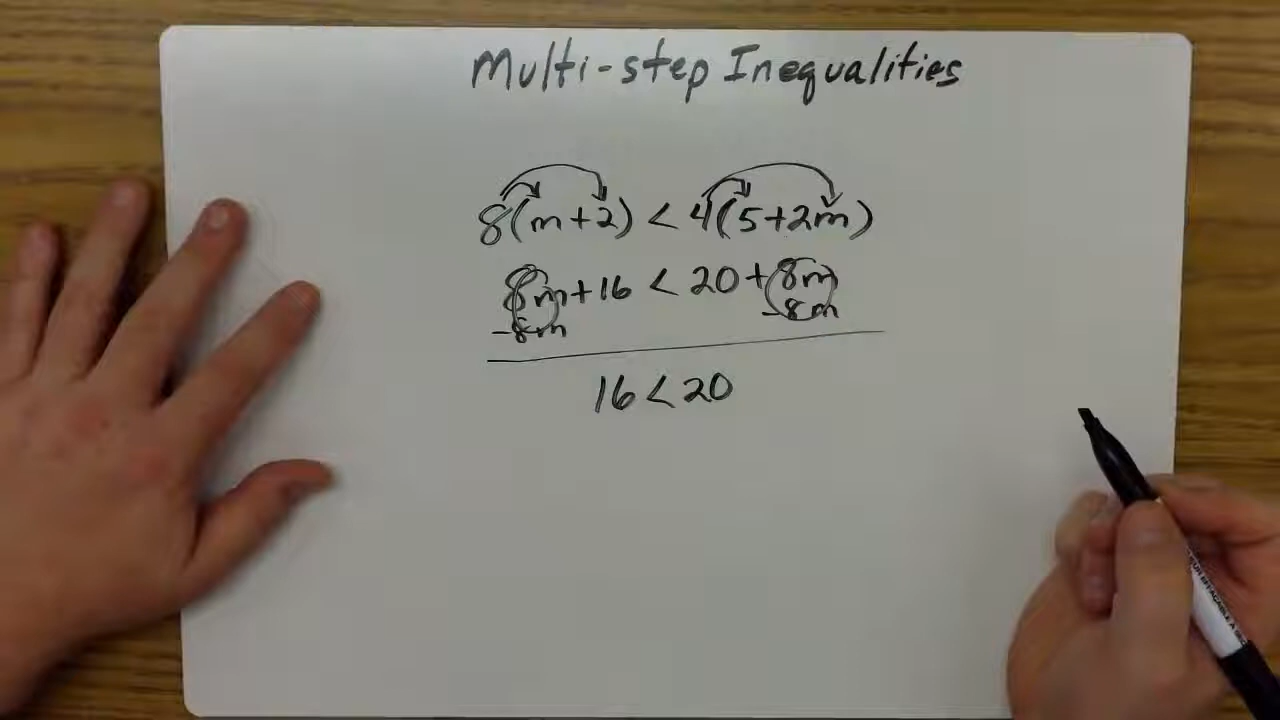 Multi-step Inequalities
8(m+2) < 4(5+2m)
8m+16 < 20+8m
-8m -8m
16<20